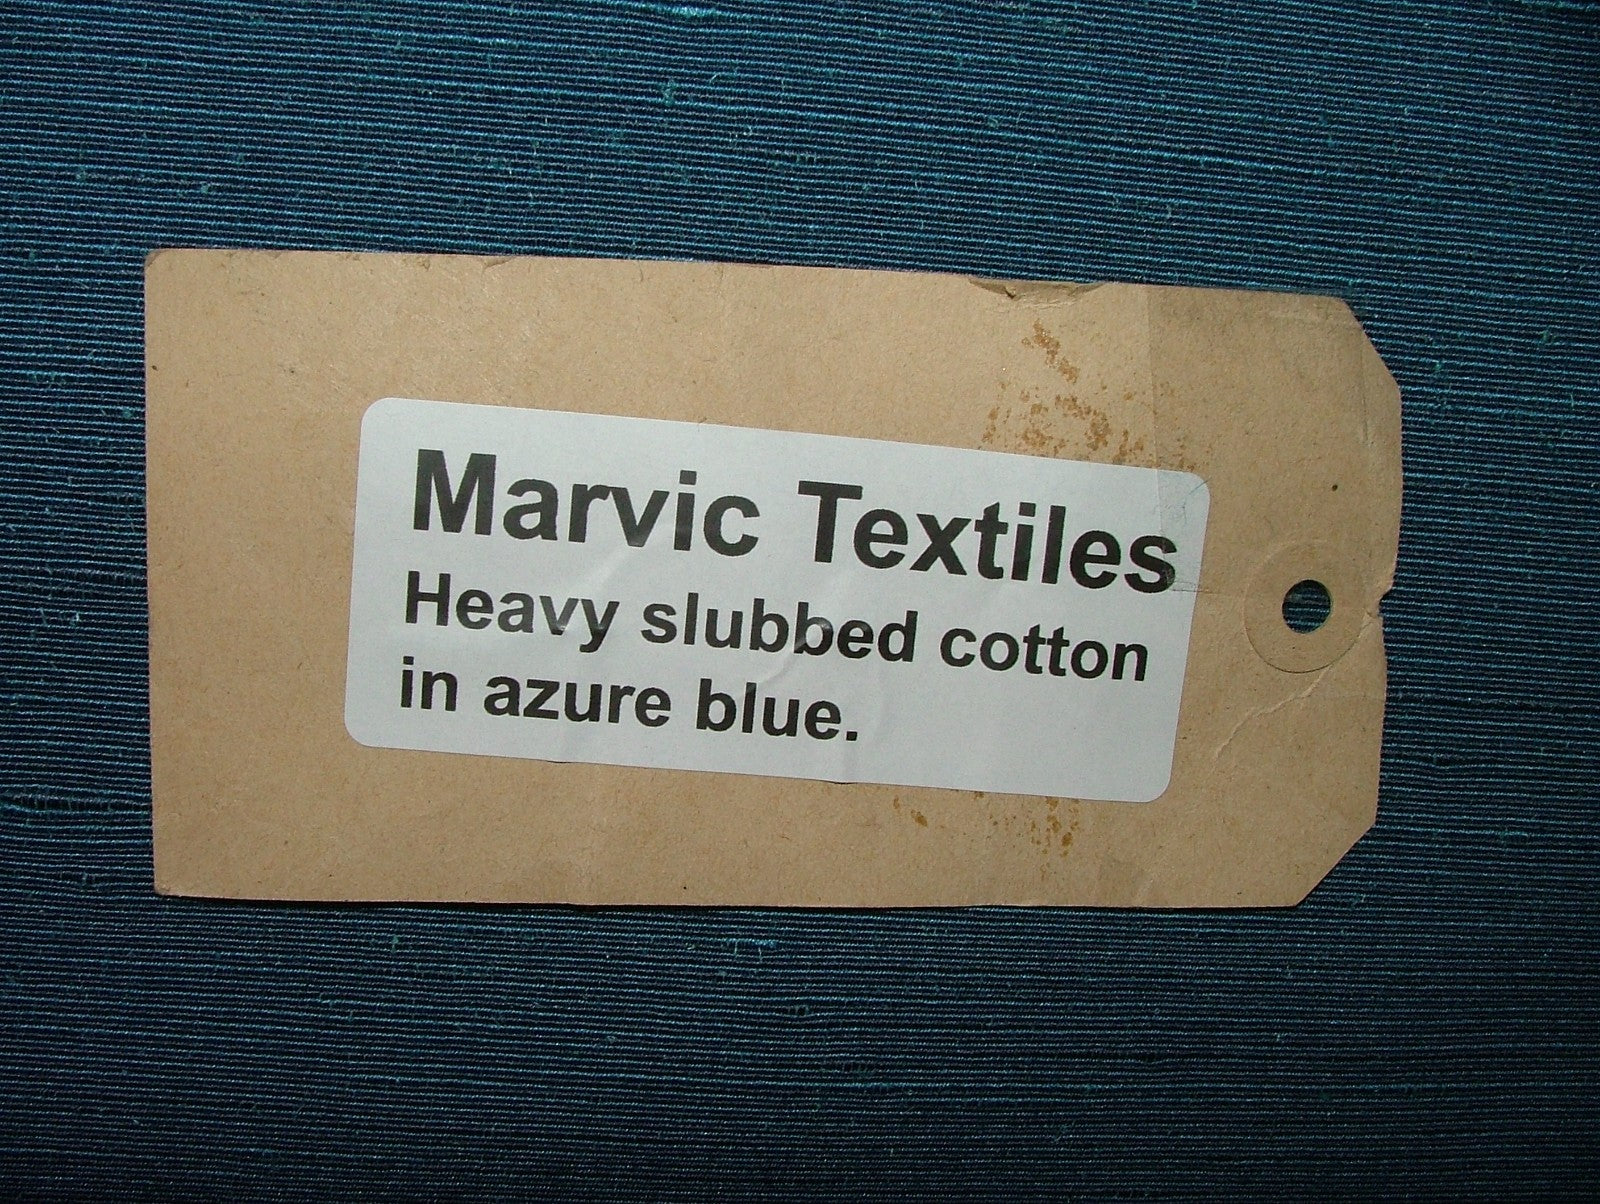 Marvic Textiles
Heavy slubbed cotton
in azure blue.